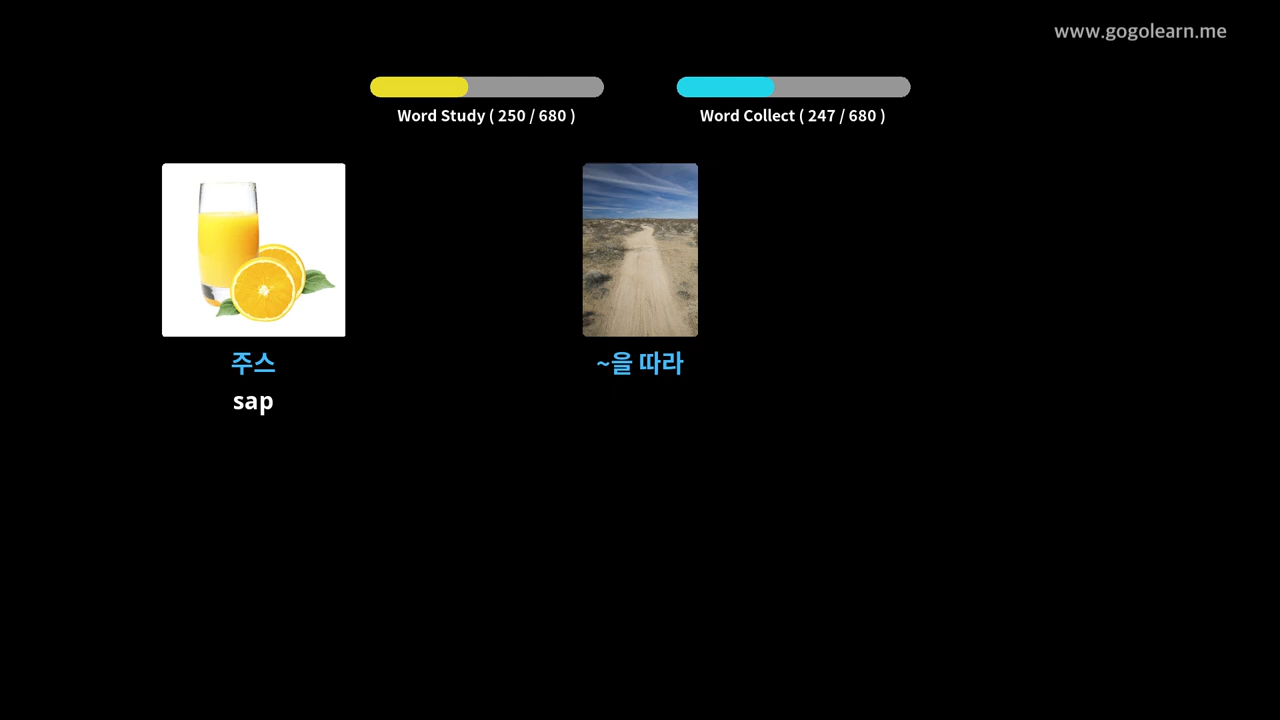 www.gogolearn.me
Word Study ( 250 / 680 )
Word Collect ( 247 / 680 )
주스
sap
~을 따라